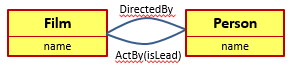 DirectedBy
Film
Person
name
name
ActBy(isLead)